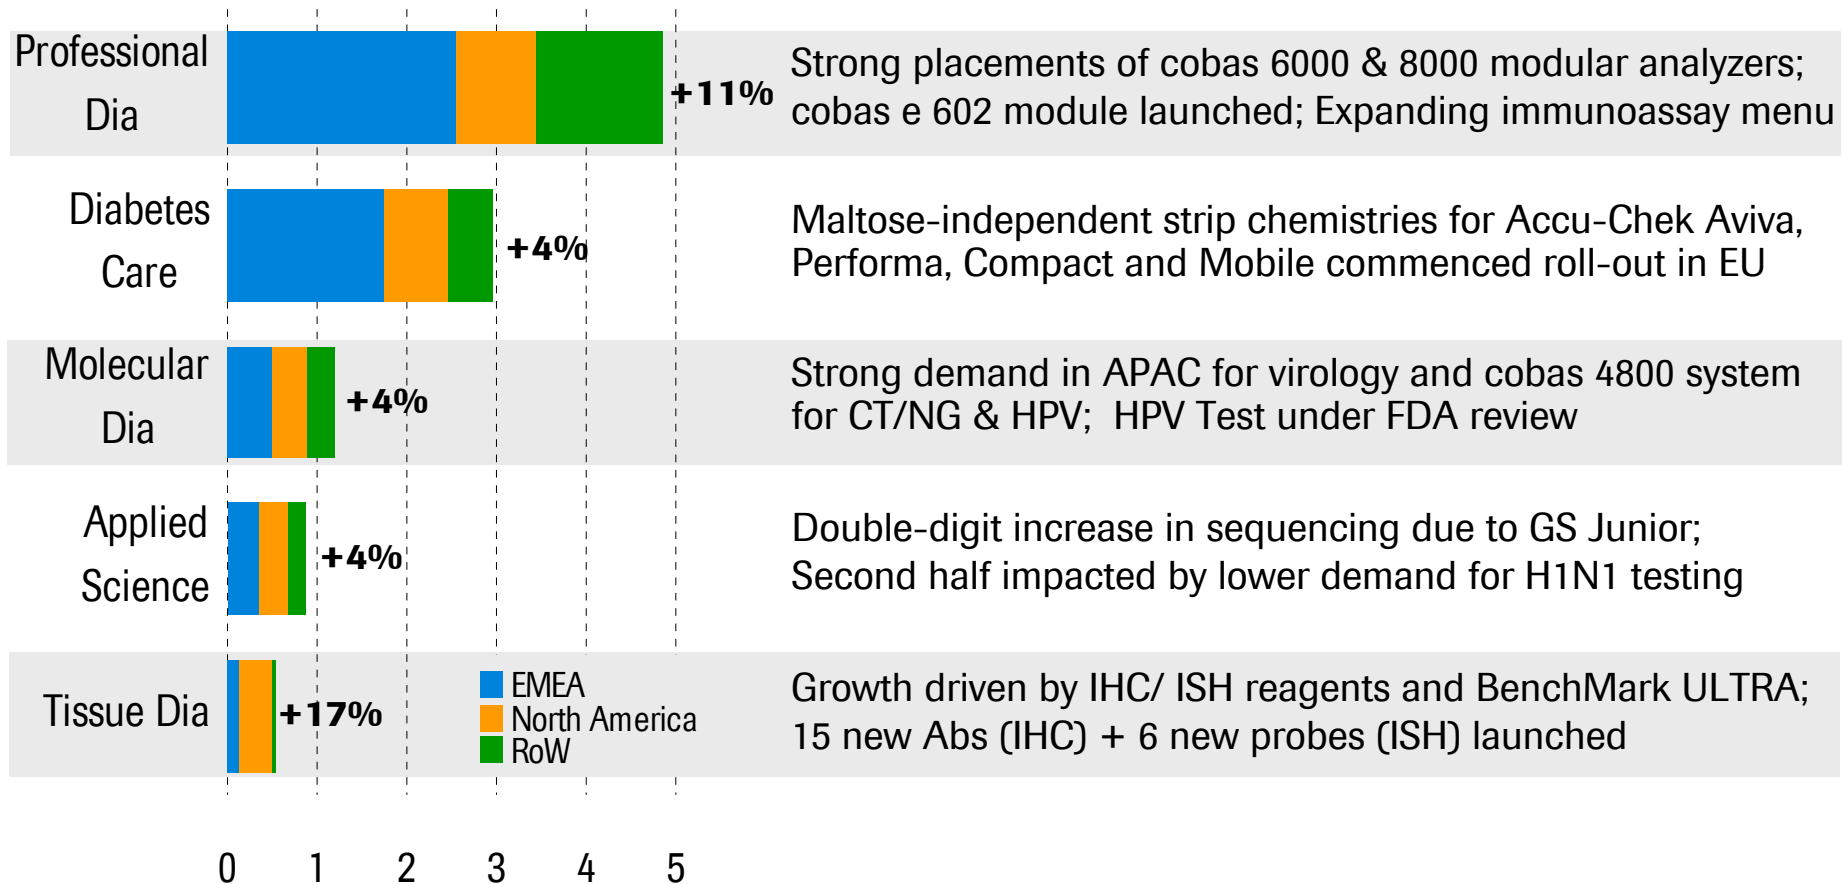 Professional
Dia
+11%
Strong placements of cobas 6000 & 8000 modular analyzers;
cobas e 602 module launched; Expanding immunoassay menu
Diabetes
Care
+4%
Maltose-independent strip chemistries for Accu-Chek Aviva,
Performa, Compact and Mobile commenced roll-out in EU
Molecular
Dia
+4%
Strong demand in APAC for virology and cobas 4800 system
for CT/NG & HPV; HPV Test under FDA review
Applied
Science
+4%
Double-digit increase in sequencing due to GS Junior;
Second half impacted by lower demand for H1N1 testing
Tissue Dia
+17%
EMEA
North America
RoW
Growth driven by IHC/ ISH reagents and BenchMark ULTRA;
15 new Abs (IHC) + 6 new probes (ISH) launched
0 1 2 3 4 5